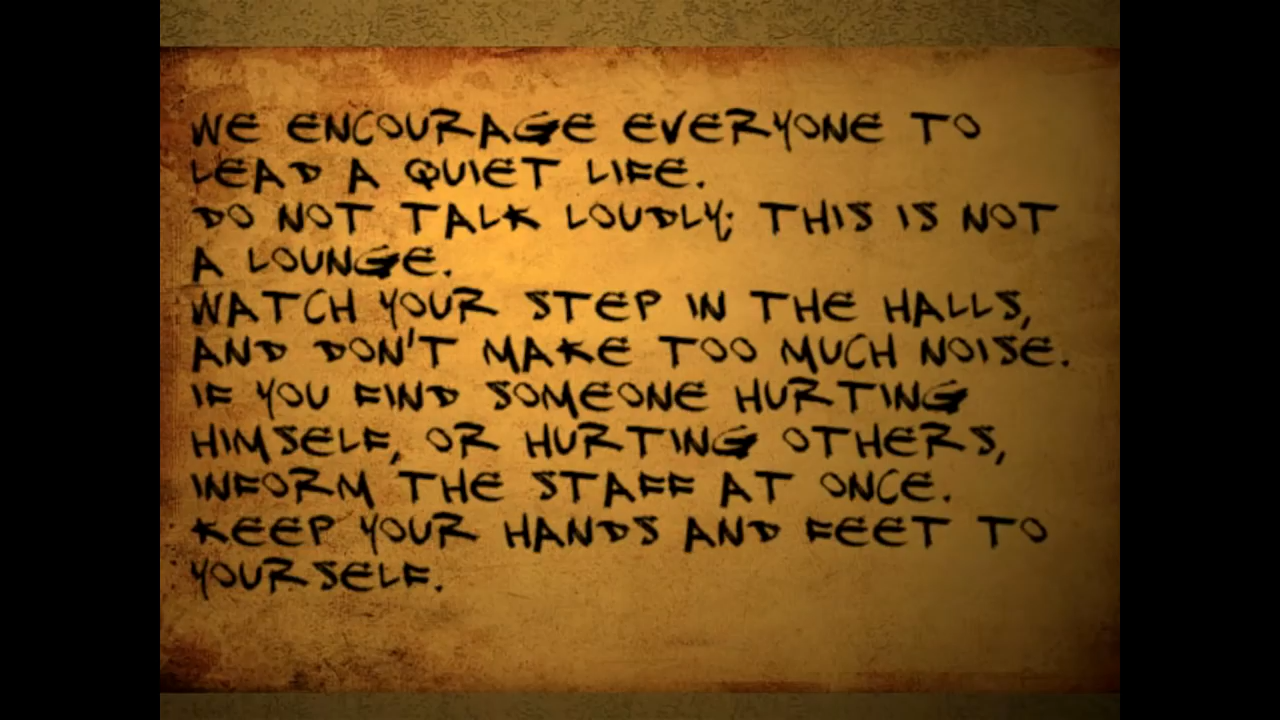 WE ENCOURAGE EVERYONE TO
LEAD A QUIET LIFE.
DO NOT TALK LOUDLY; THIS IS NOT
A LOUNGE.
WATCH YOUR STEP IN THE HALLS,
AND DON'T MAKE TOO MUCH NOISE.
IF YOU FIND SOMEONE HURTING
HIMSELF, OR HURTING OTHERS,
INFORM THE STAFF AT ONCE.
KEEP YOUR HANDS AND FEET TO
YOURSELF.